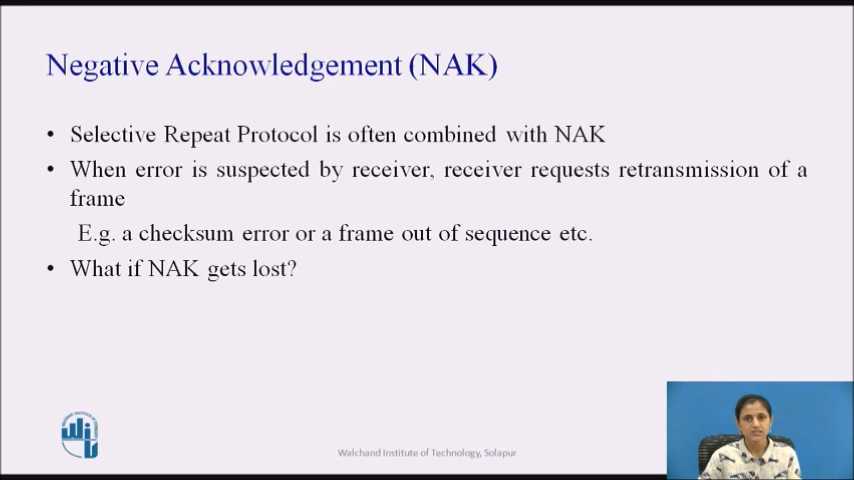 Negative Acknowledgement (NAK)
• Selective Repeat Protocol is often combined with NAK
• When error is suspected by receiver, receiver requests retransmission of a
frame
E.g. a checksum error or a frame out of sequence etc.
• What if NAK gets lost?
Walchand Institute of Technology, Solapur